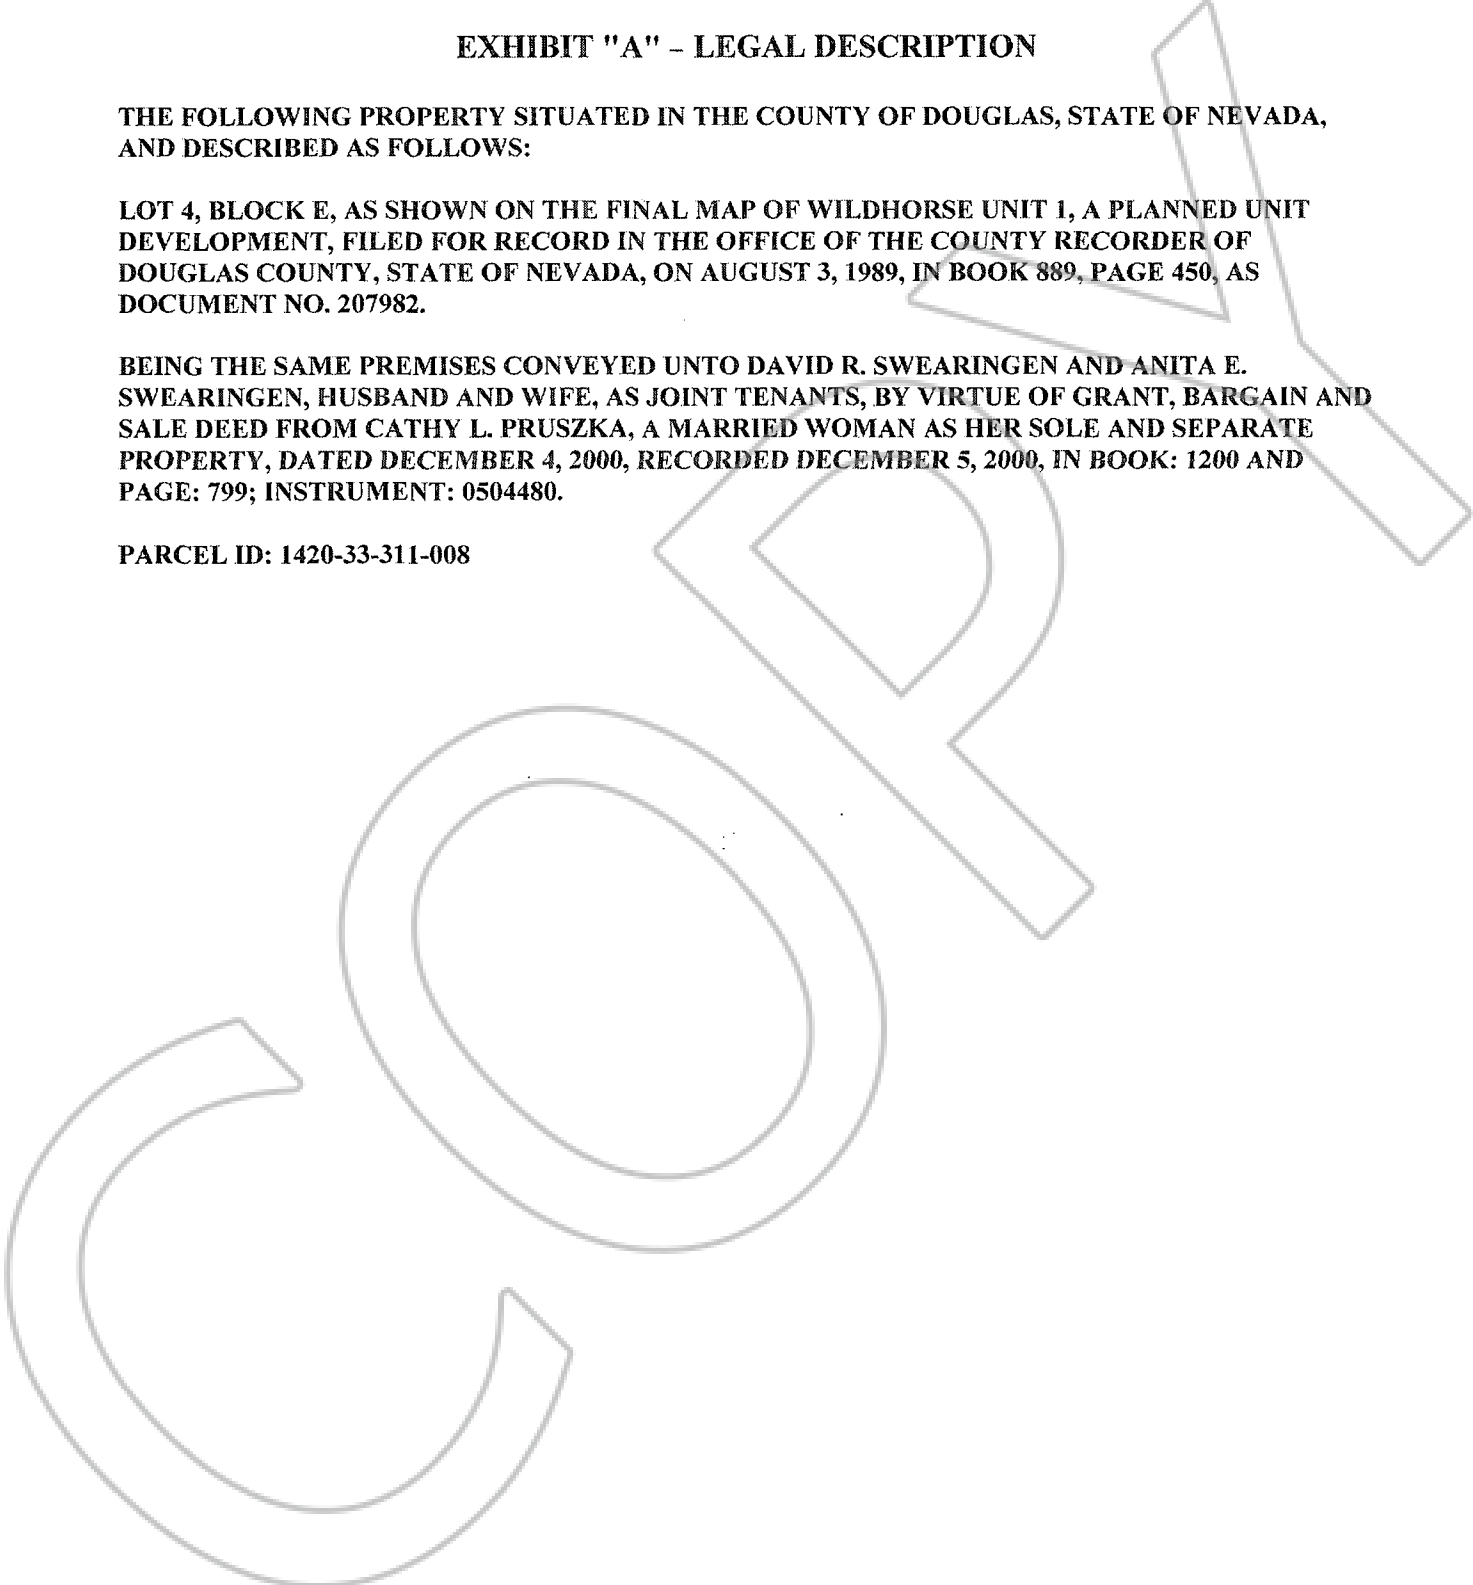 EXHIBIT "A" – LEGAL DESCRIPTION
THE FOLLOWING PROPERTY SITUATED IN THE COUNTY OF DOUGLAS, STATE OF NEVADA,
AND DESCRIBED AS FOLLOWS:
LOT 4, BLOCK E, AS SHOWN ON THE FINAL MAP OF WILDHORSE UNIT 1, A PLANNED UNIT
DEVELOPMENT, FILED FOR RECORD IN THE OFFICE OF THE COUNTY RECORDER OF
DOUGLAS COUNTY, STATE OF NEVADA, ON AUGUST 3, 1989, IN BOOK 889, PAGE 450, AS
DOCUMENT NO. 207982.
BEING THE SAME PREMISES CONVEYED UNTO DAVID R. SWEARINGEN AND ANITA E.
SWEARINGEN, HUSBAND AND WIFE, AS JOINT TENANTS, BY VIRTUE OF GRANT, BARGAIN AND
SALE DEED FROM CATHY L. PRUSZKA, A MARRIED WOMAN AS HER SOLE AND SEPARATE
PROPERTY, DATED DECEMBER 4, 2000, RECORDED DECEMBER 5, 2000, IN BOOK: 1200 AND
PAGE: 799; INSTRUMENT: 0504480.
PARCEL ID: 1420-33-311-008
COPY